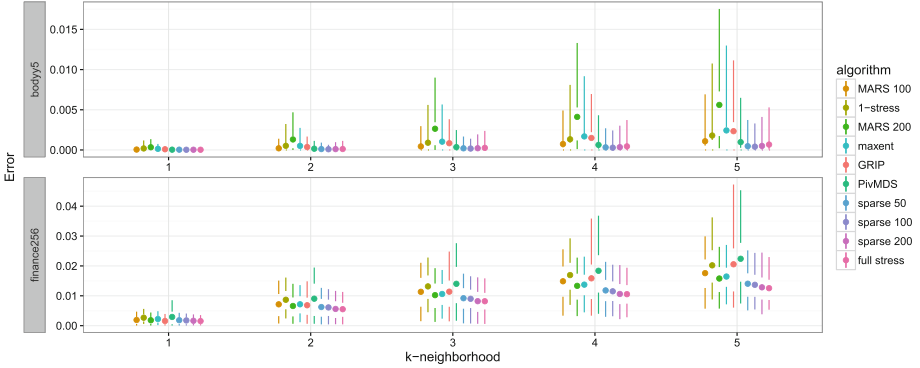 Error
bodyy5
0.015
0.010
0.005
0.000
1 2 3 4 5
finance256
0.04
0.03
0.02
0.01
0.00
1 2 3 4 5
k−neighborhood
algorithm
MARS 100
1−stress
MARS 200
maxent
GRIP
PivMDS
sparse 50
sparse 100
sparse 200
full stress